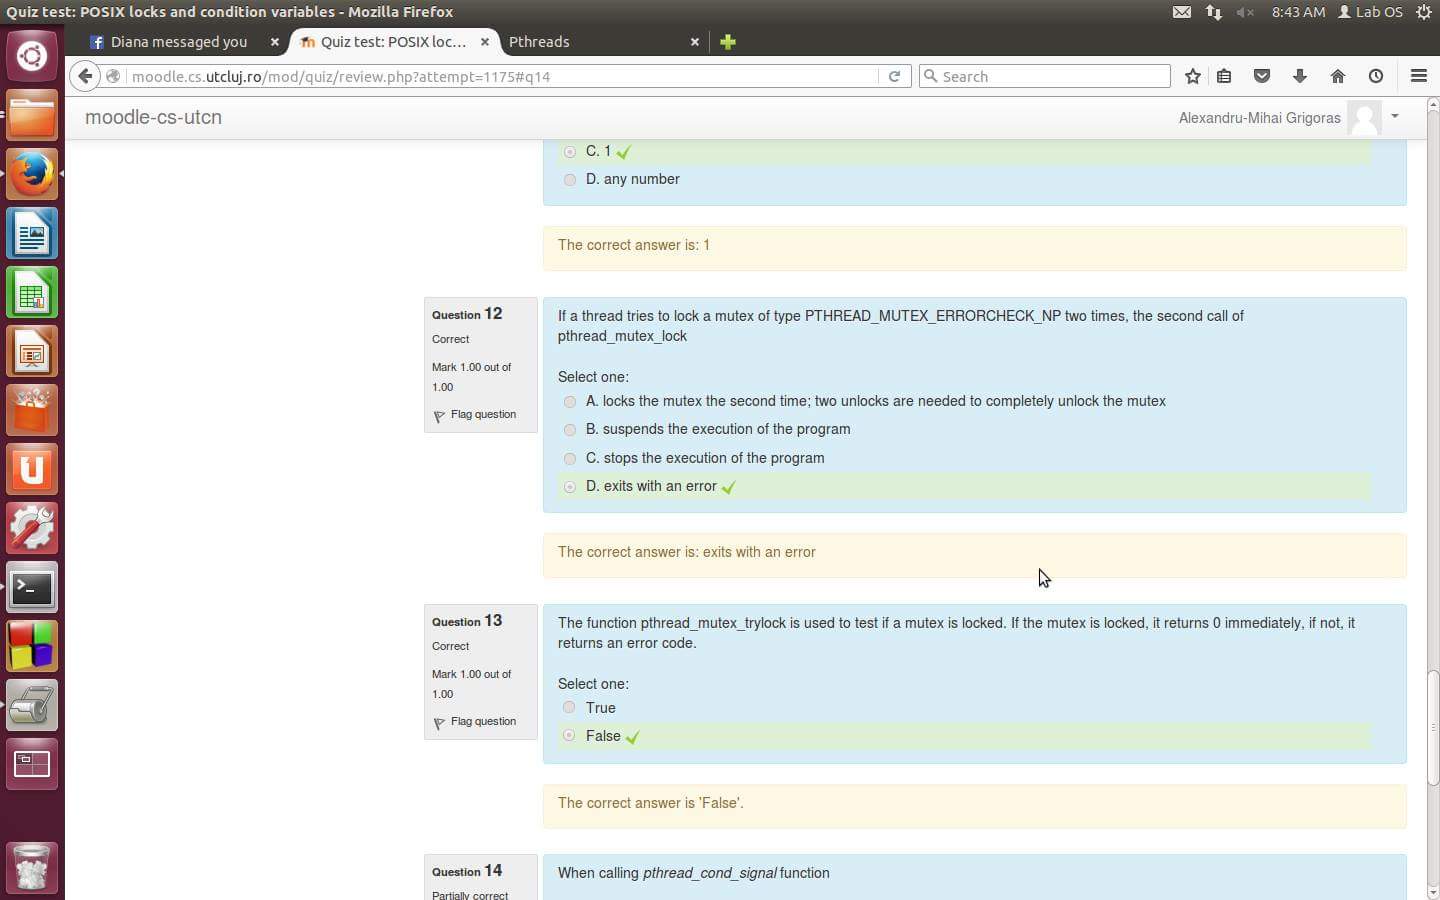 Quiz test: POSIX locks and condition variables - Mozilla Firefox
8:43 AM
Lab OS
Diana messaged you
Quiz test: POSIX loc...
Pthreads
moodle.cs.utcluj.ro/mod/quiz/review.php?attempt=1175#q14
Search
moodle-cs-utcn
Alexandru-Mihai Grigoras
C. 1
D. any number
The correct answer is: 1
Question 12
Correct
Mark 1.00 out of
1.00
Flag question
If a thread tries to lock a mutex of type PTHREAD_MUTEX_ERRORCHECK_NP two times, the second call of
pthread_mutex_lock
Select one:
A. locks the mutex the second time; two unlocks are needed to completely unlock the mutex
B. suspends the execution of the program
C. stops the execution of the program
D. exits with an error
The correct answer is: exits with an error
Question 13
Correct
Mark 1.00 out of
1.00
Flag question
The function pthread_mutex_trylock is used to test if a mutex is locked. If the mutex is locked, it returns 0 immediately, if not, it
returns an error code.
Select one:
True
False
The correct answer is 'False'.
Question 14
Partially correct
When calling pthread_cond_signal function